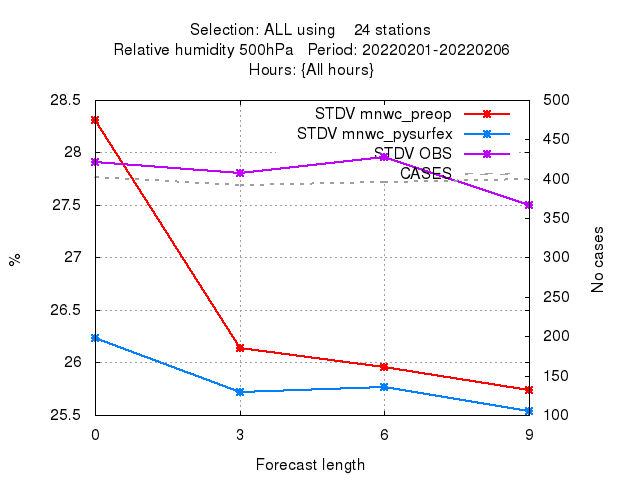 Selection: ALL using    24 stations
Relative humidity 500hPa   Period: 20220201-20220206
Hours: {All hours}
STDV mnwc_preop
STDV mnwc_pysurfex
STDV OBS
CASES
28.5
28
27.5
27
26.5
26
25.5
%
500
450
400
350
300
250
200
150
100
No cases
0 3 6 9
Forecast length